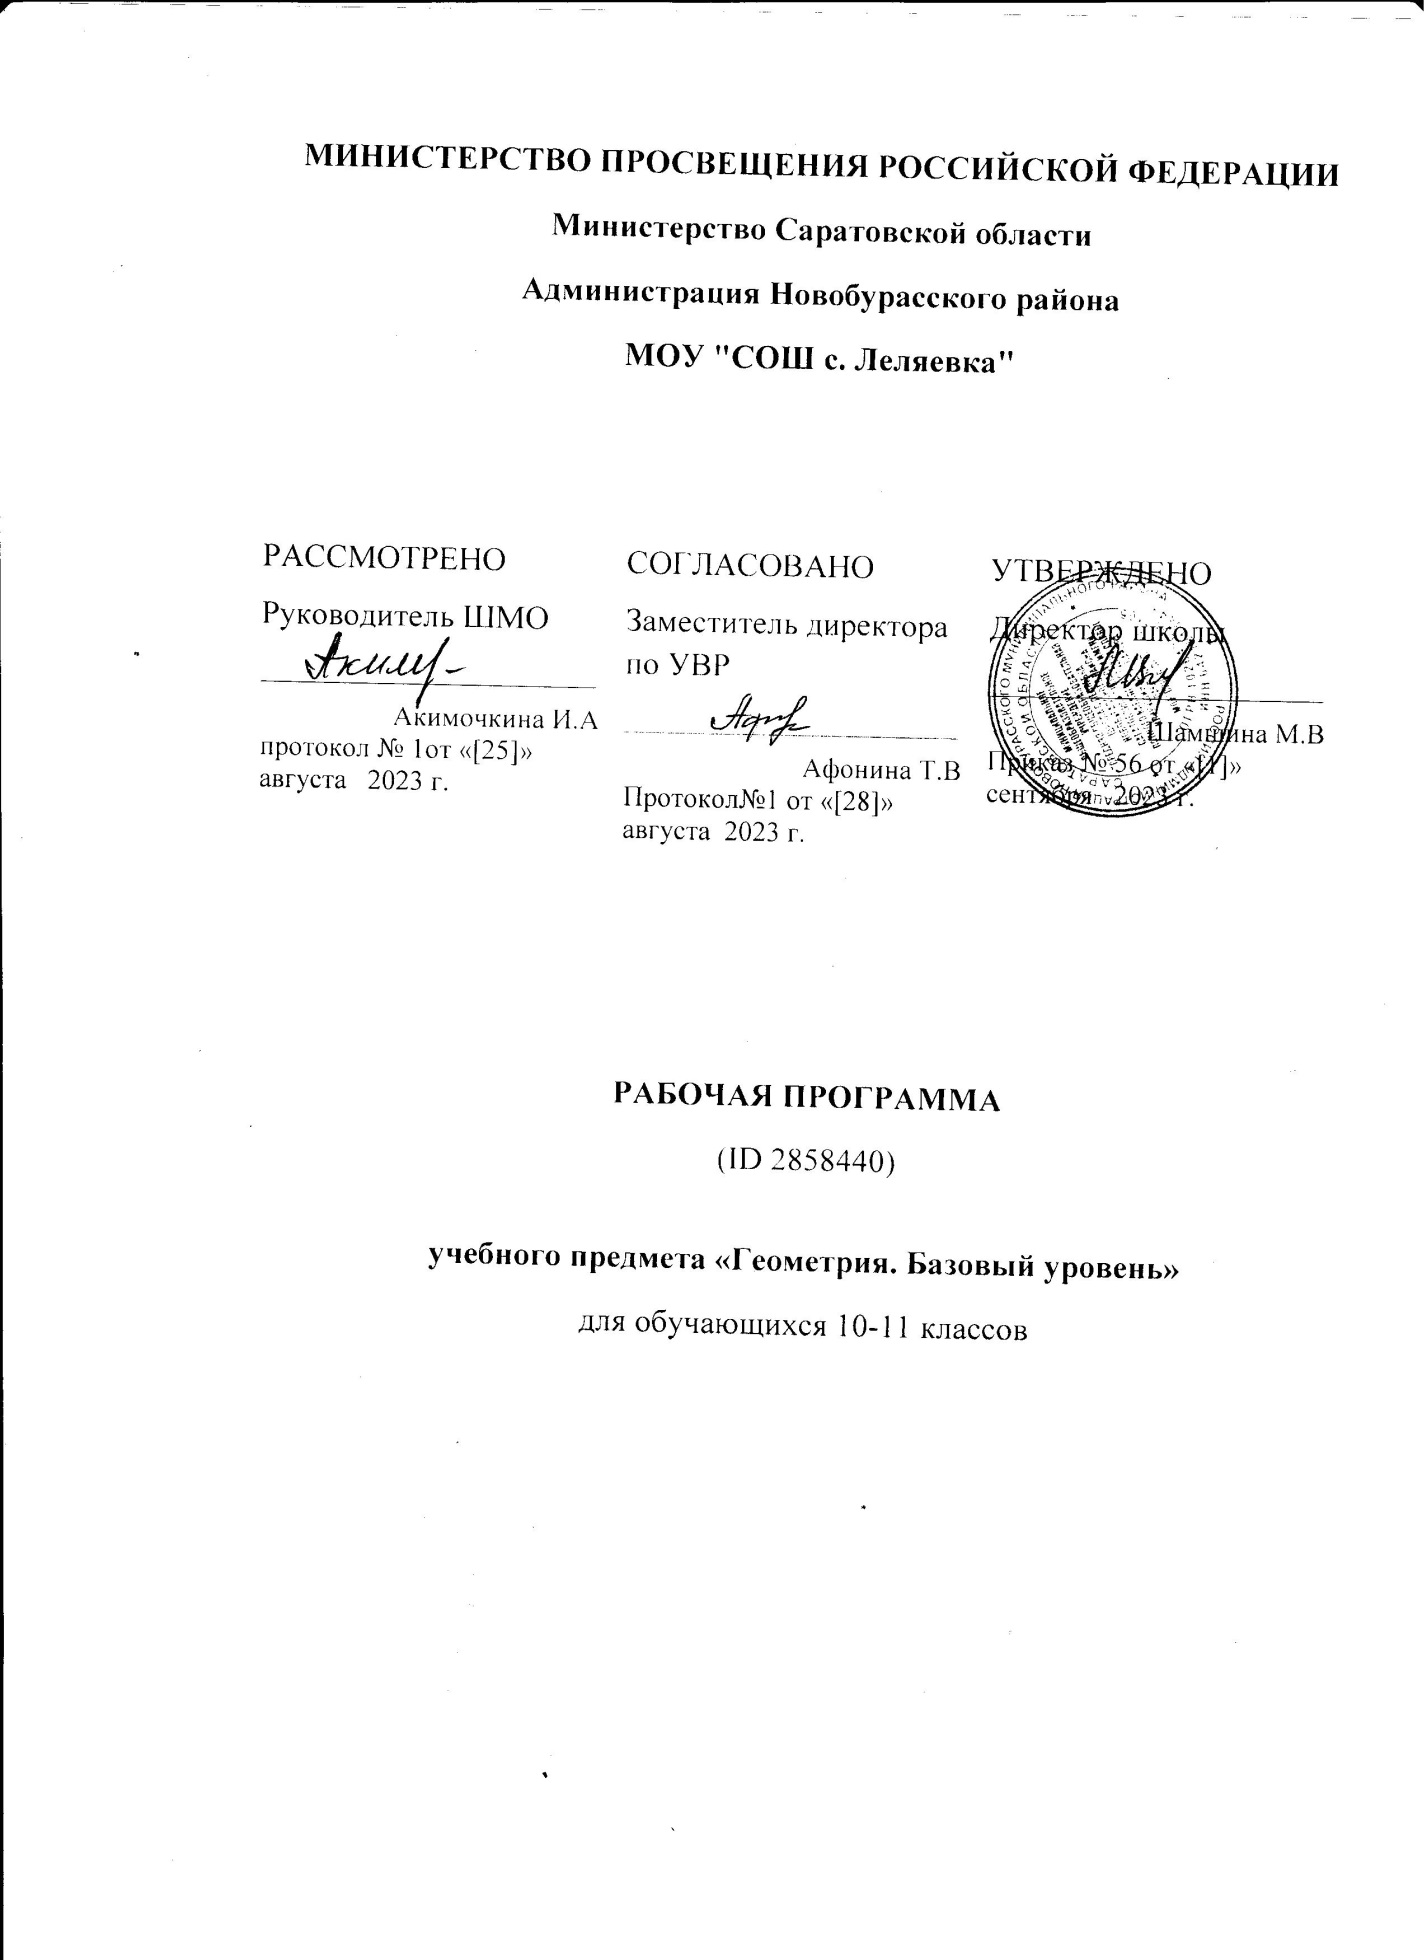 МИНИСТЕРСТВО ПРОСВЕЩЕНИЯ РОССИЙСКОЙ ФЕДЕРАЦИИ
Министерство Саратовской области
Администрация Новобурасского района
МОУ "СОШ с. Леляевка"
РАССМОТРЕНО
Руководитель ШМО
Акимочкина И.А
протокол № 1от «[25]»
августа 2023 г.
СОГЛАСОВАНО
Заместитель директора
по УВР
Афонина Т.В
Протокол№1 от «[28]»
августа 2023 г.
УТВЕРЖДЕНО
Директор школы
Шамшина М.В
Приказ № 56 от «[1]»
сентября 2023 г.
РАБОЧАЯ ПРОГРАММА
(ID 2858440)
учебного предмета «Геометрия. Базовый уровень»
для обучающихся 10-11 классов